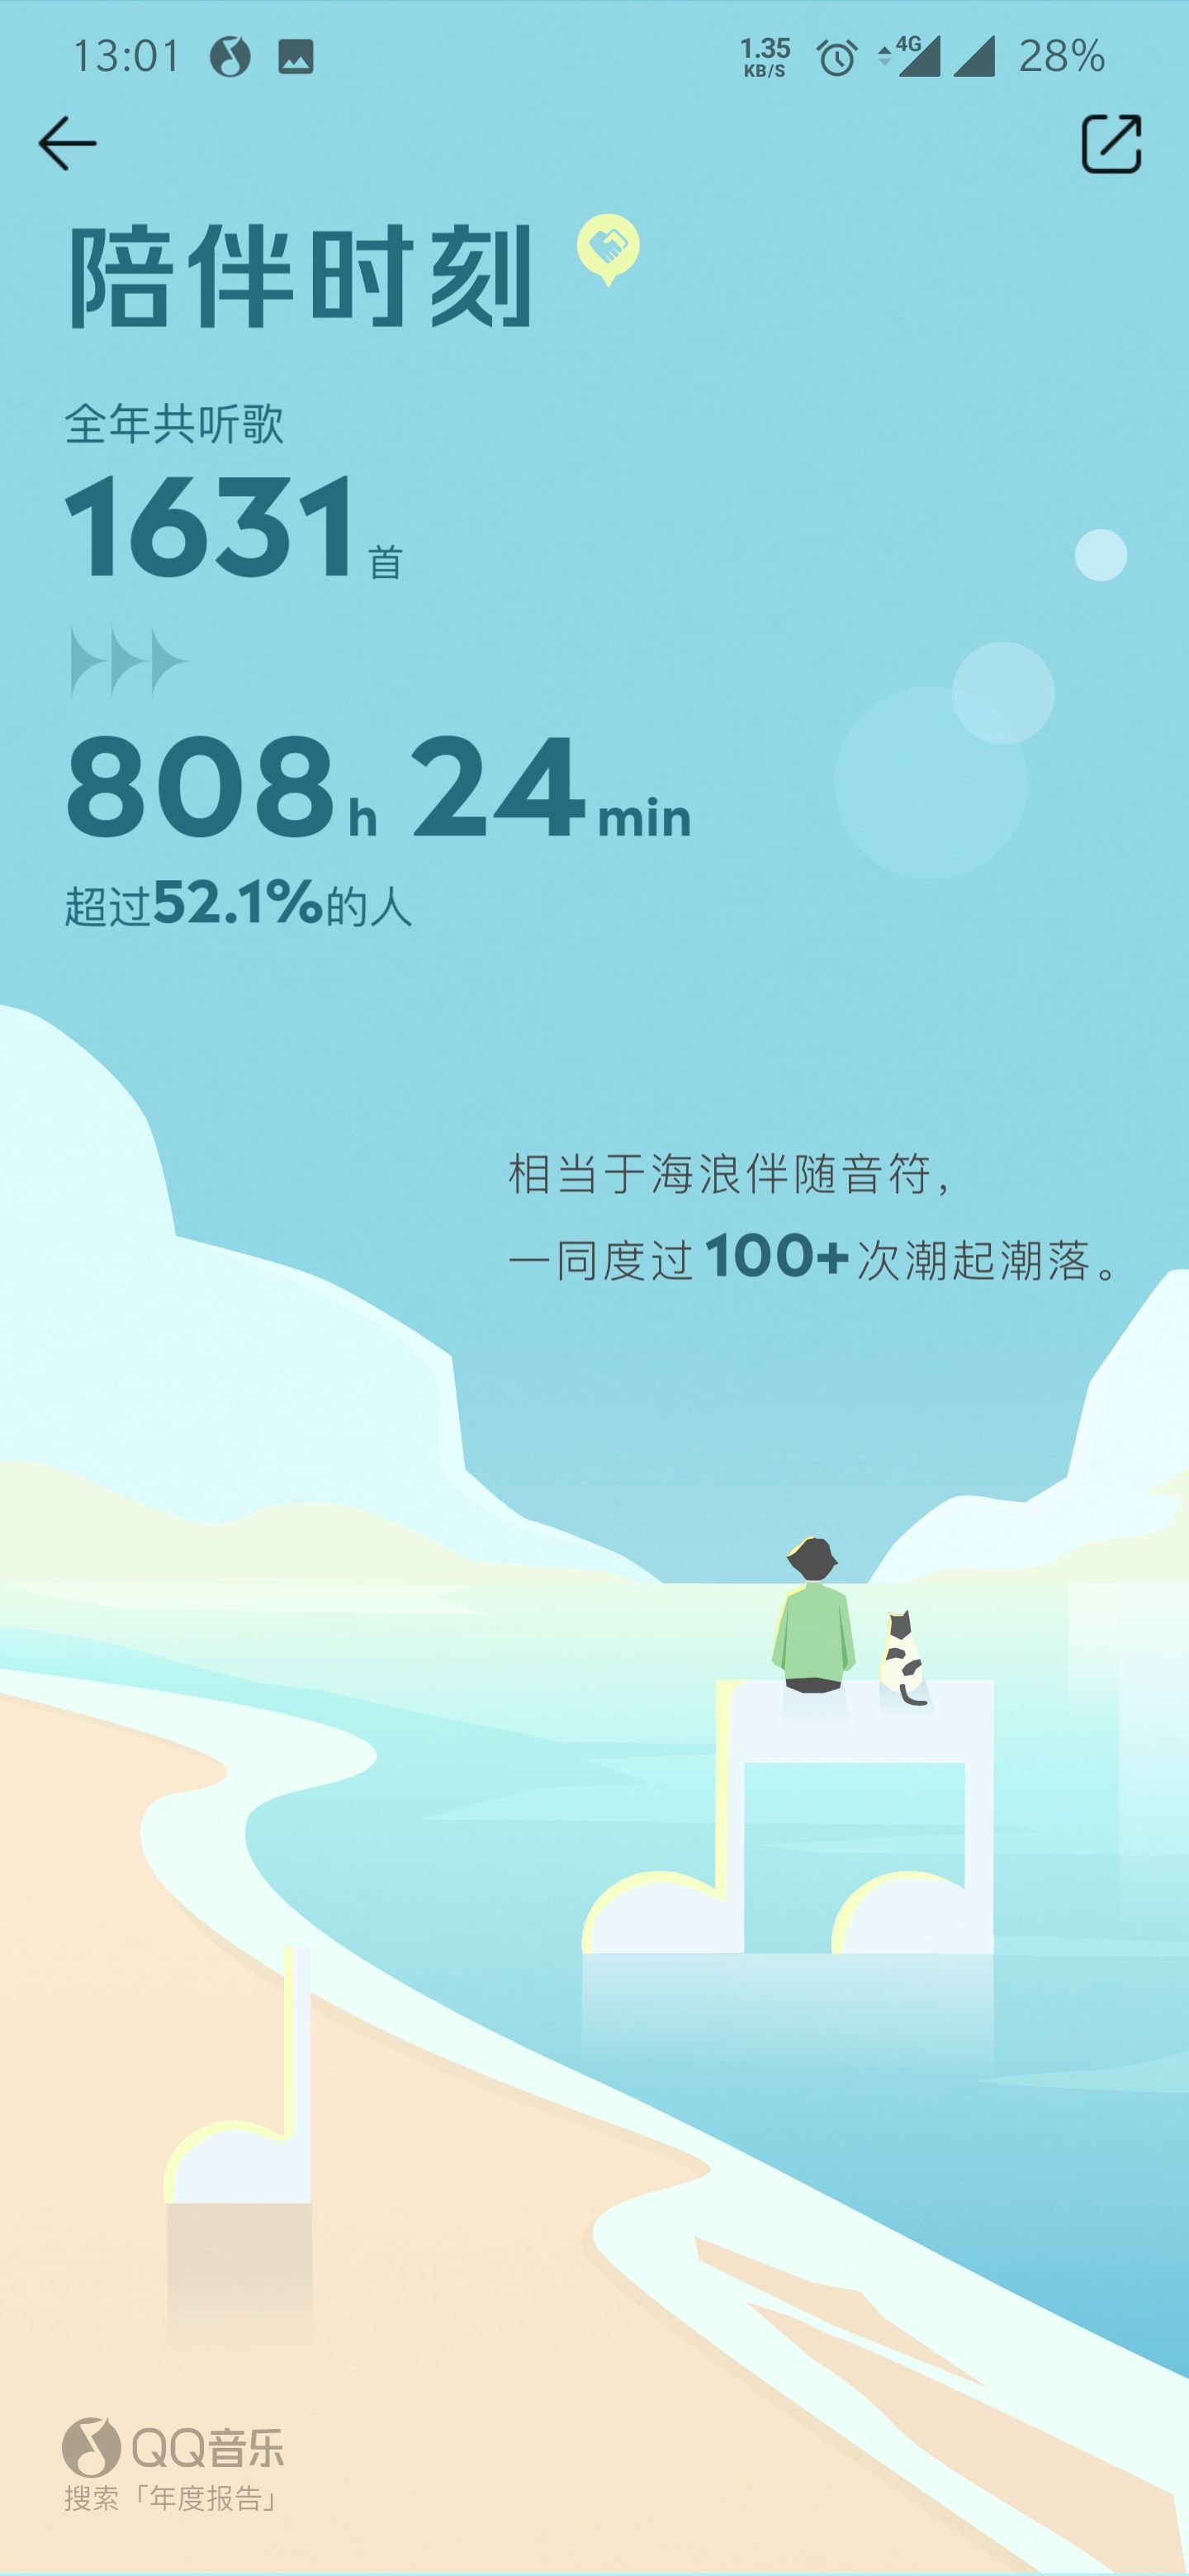 13:01 1.35 KB/S 4G 28%
陪伴时刻
全年共听歌
1631首
808h 24min
超过52.1%的人
相当于海浪伴随音符，
一同度过100+次潮起潮落。
QQ音乐
搜索「年度报告」